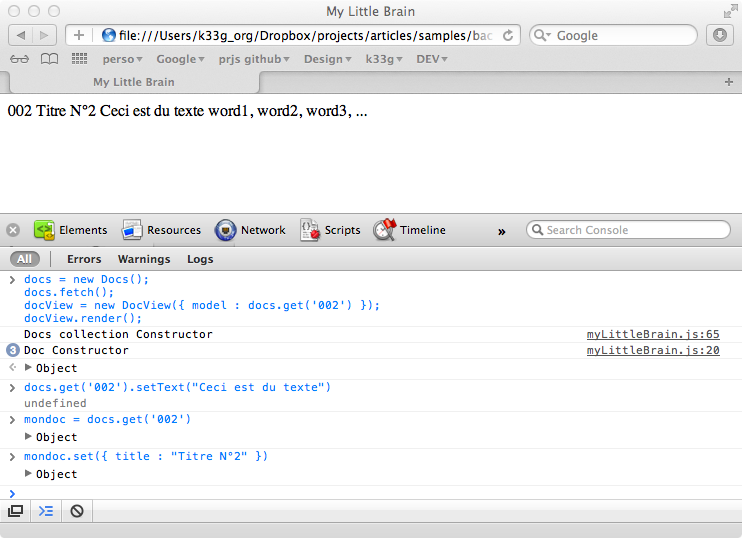 My Little Brain
file:///Users/k33g_org/Dropbox/projects/articles/samples/bac
Google
perso Google prjs github Design k33g DEV
My Little Brain
002 Titre N°2 Ceci est du texte word1, word2, word3, ...
Elements Resources Network Scripts Timeline » Search Console
All Errors Warnings Logs
> docs = new Docs();
docs.fetch();
docView = new DocView({ model : docs.get('002') });
docView.render();
Docs collection Constructor myLittleBrain.js:65
3 Doc Constructor myLittleBrain.js:20
Object
> docs.get('002').setText("Ceci est du texte")
undefined
> mondoc = docs.get('002')
Object
> mondoc.set({ title : "Titre N°2" })
Object
>